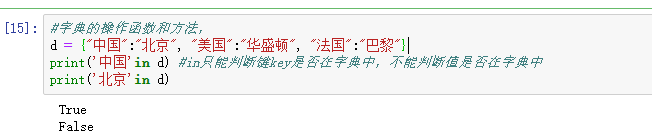 [15]: #字典的操作函数和方法,
d = {"中国":"北京", "美国":"华盛顿", "法国":"巴黎"}
print('中国'in d) #in只能判断键key是否在字典中, 不能判断值是否在字典中
print('北京'in d)
True
False